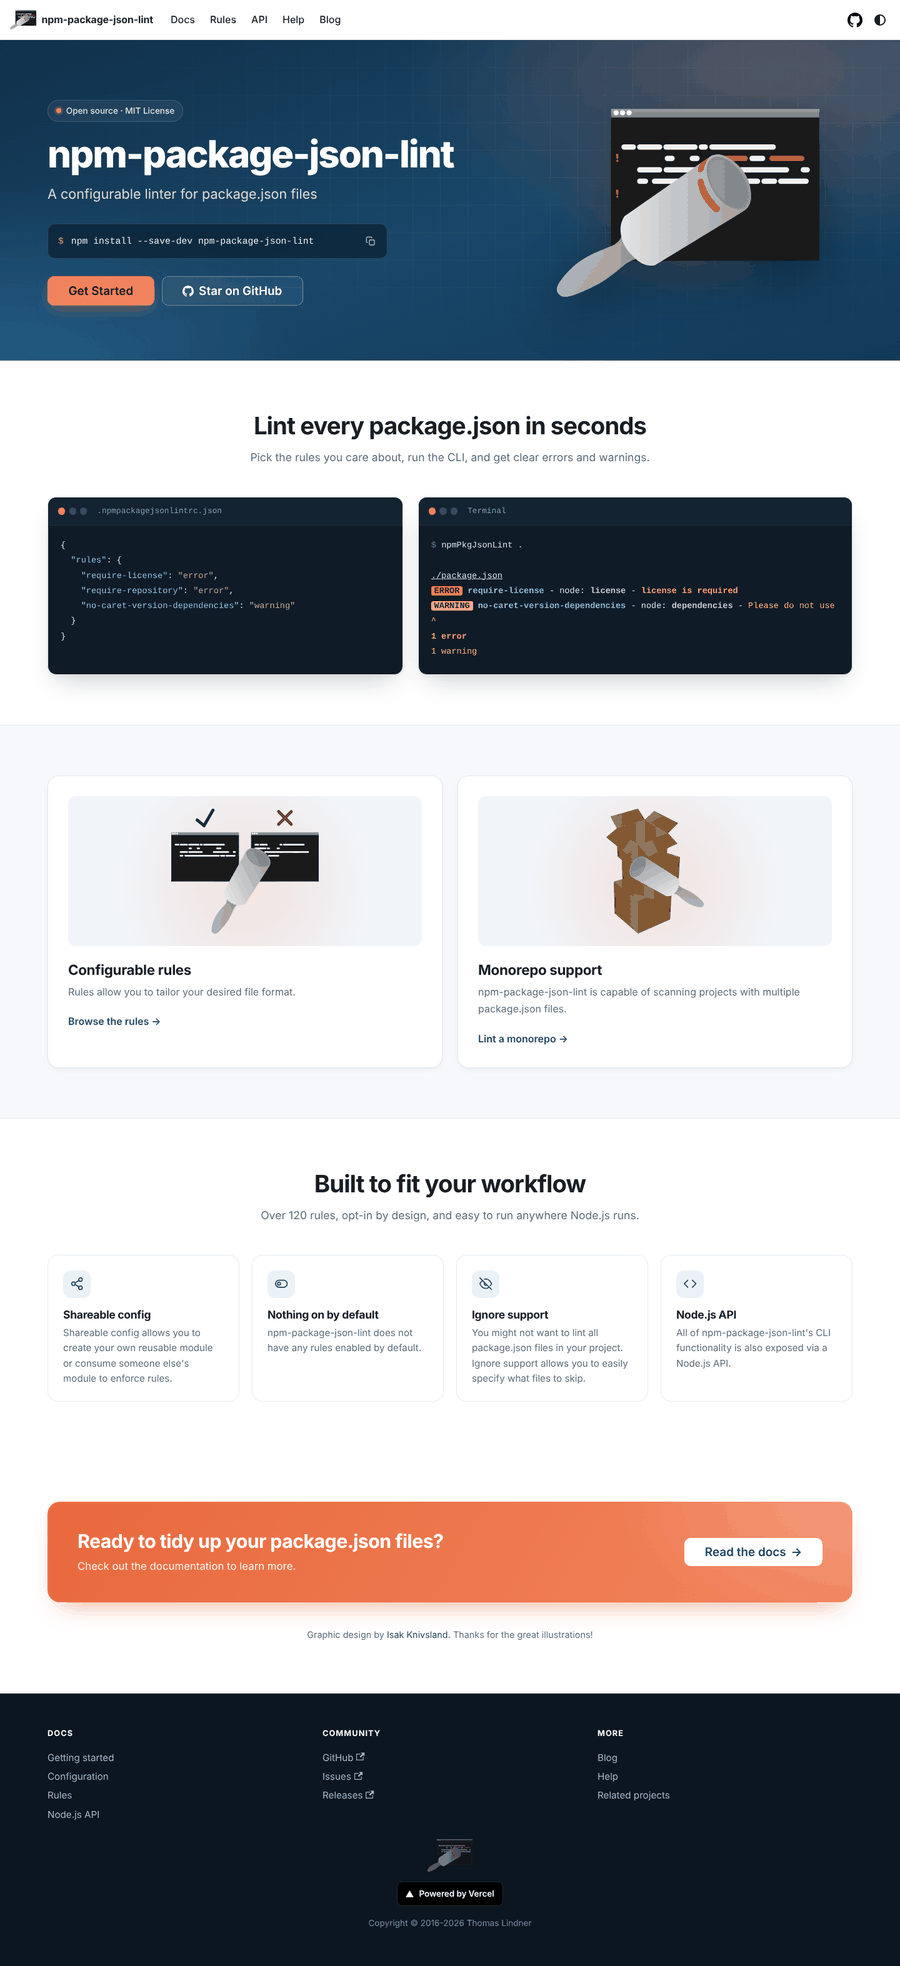 npm-package-json-lint Docs Rules API Help Blog
Open source · MIT License
npm-package-json-lint
A configurable linter for package.json files
$ npm install --save-dev npm-package-json-lint
Get Started Star on GitHub
Lint every package.json in seconds
Pick the rules you care about, run the CLI, and get clear errors and warnings.
.npmpackagejsonlintrc.json
{
"rules": {
"require-license": "error",
"require-repository": "error",
"no-caret-version-dependencies": "warning"
}
}
Terminal
$ npmPkgJsonLint .
./package.json
ERROR require-license - node: license - license is required
WARNING no-caret-version-dependencies - node: dependencies - Please do not use
^
1 error
1 warning
Configurable rules
Rules allow you to tailor your desired file format.
Browse the rules →
Monorepo support
npm-package-json-lint is capable of scanning projects with multiple
package.json files.
Lint a monorepo →
Built to fit your workflow
Over 120 rules, opt-in by design, and easy to run anywhere Node.js runs.
Shareable config
Shareable config allows you to
create your own reusable module
or consume someone else's
module to enforce rules.
Nothing on by default
npm-package-json-lint does not
have any rules enabled by default.
Ignore support
You might not want to lint all
package.json files in your project.
Ignore support allows you to easily
specify what files to skip.
Node.js API
All of npm-package-json-lint's CLI
functionality is also exposed via a
Node.js API.
Ready to tidy up your package.json files?
Check out the documentation to learn more.
Read the docs →
Graphic design by Isak Knivsland. Thanks for the great illustrations!
DOCS
Getting started
Configuration
Rules
Node.js API
COMMUNITY
GitHub
Issues
Releases
MORE
Blog
Help
Related projects
Powered by Vercel
Copyright © 2016-2026 Thomas Lindner